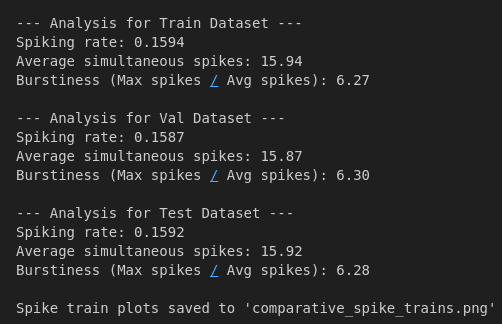 --- Analysis for Train Dataset ---
Spiking rate: 0.1594
Average simultaneous spikes: 15.94
Burstiness (Max spikes / Avg spikes): 6.27
--- Analysis for Val Dataset ---
Spiking rate: 0.1587
Average simultaneous spikes: 15.87
Burstiness (Max spikes / Avg spikes): 6.30
--- Analysis for Test Dataset ---
Spiking rate: 0.1592
Average simultaneous spikes: 15.92
Burstiness (Max spikes / Avg spikes): 6.28
Spike train plots saved to 'comparative_spike_trains.png'